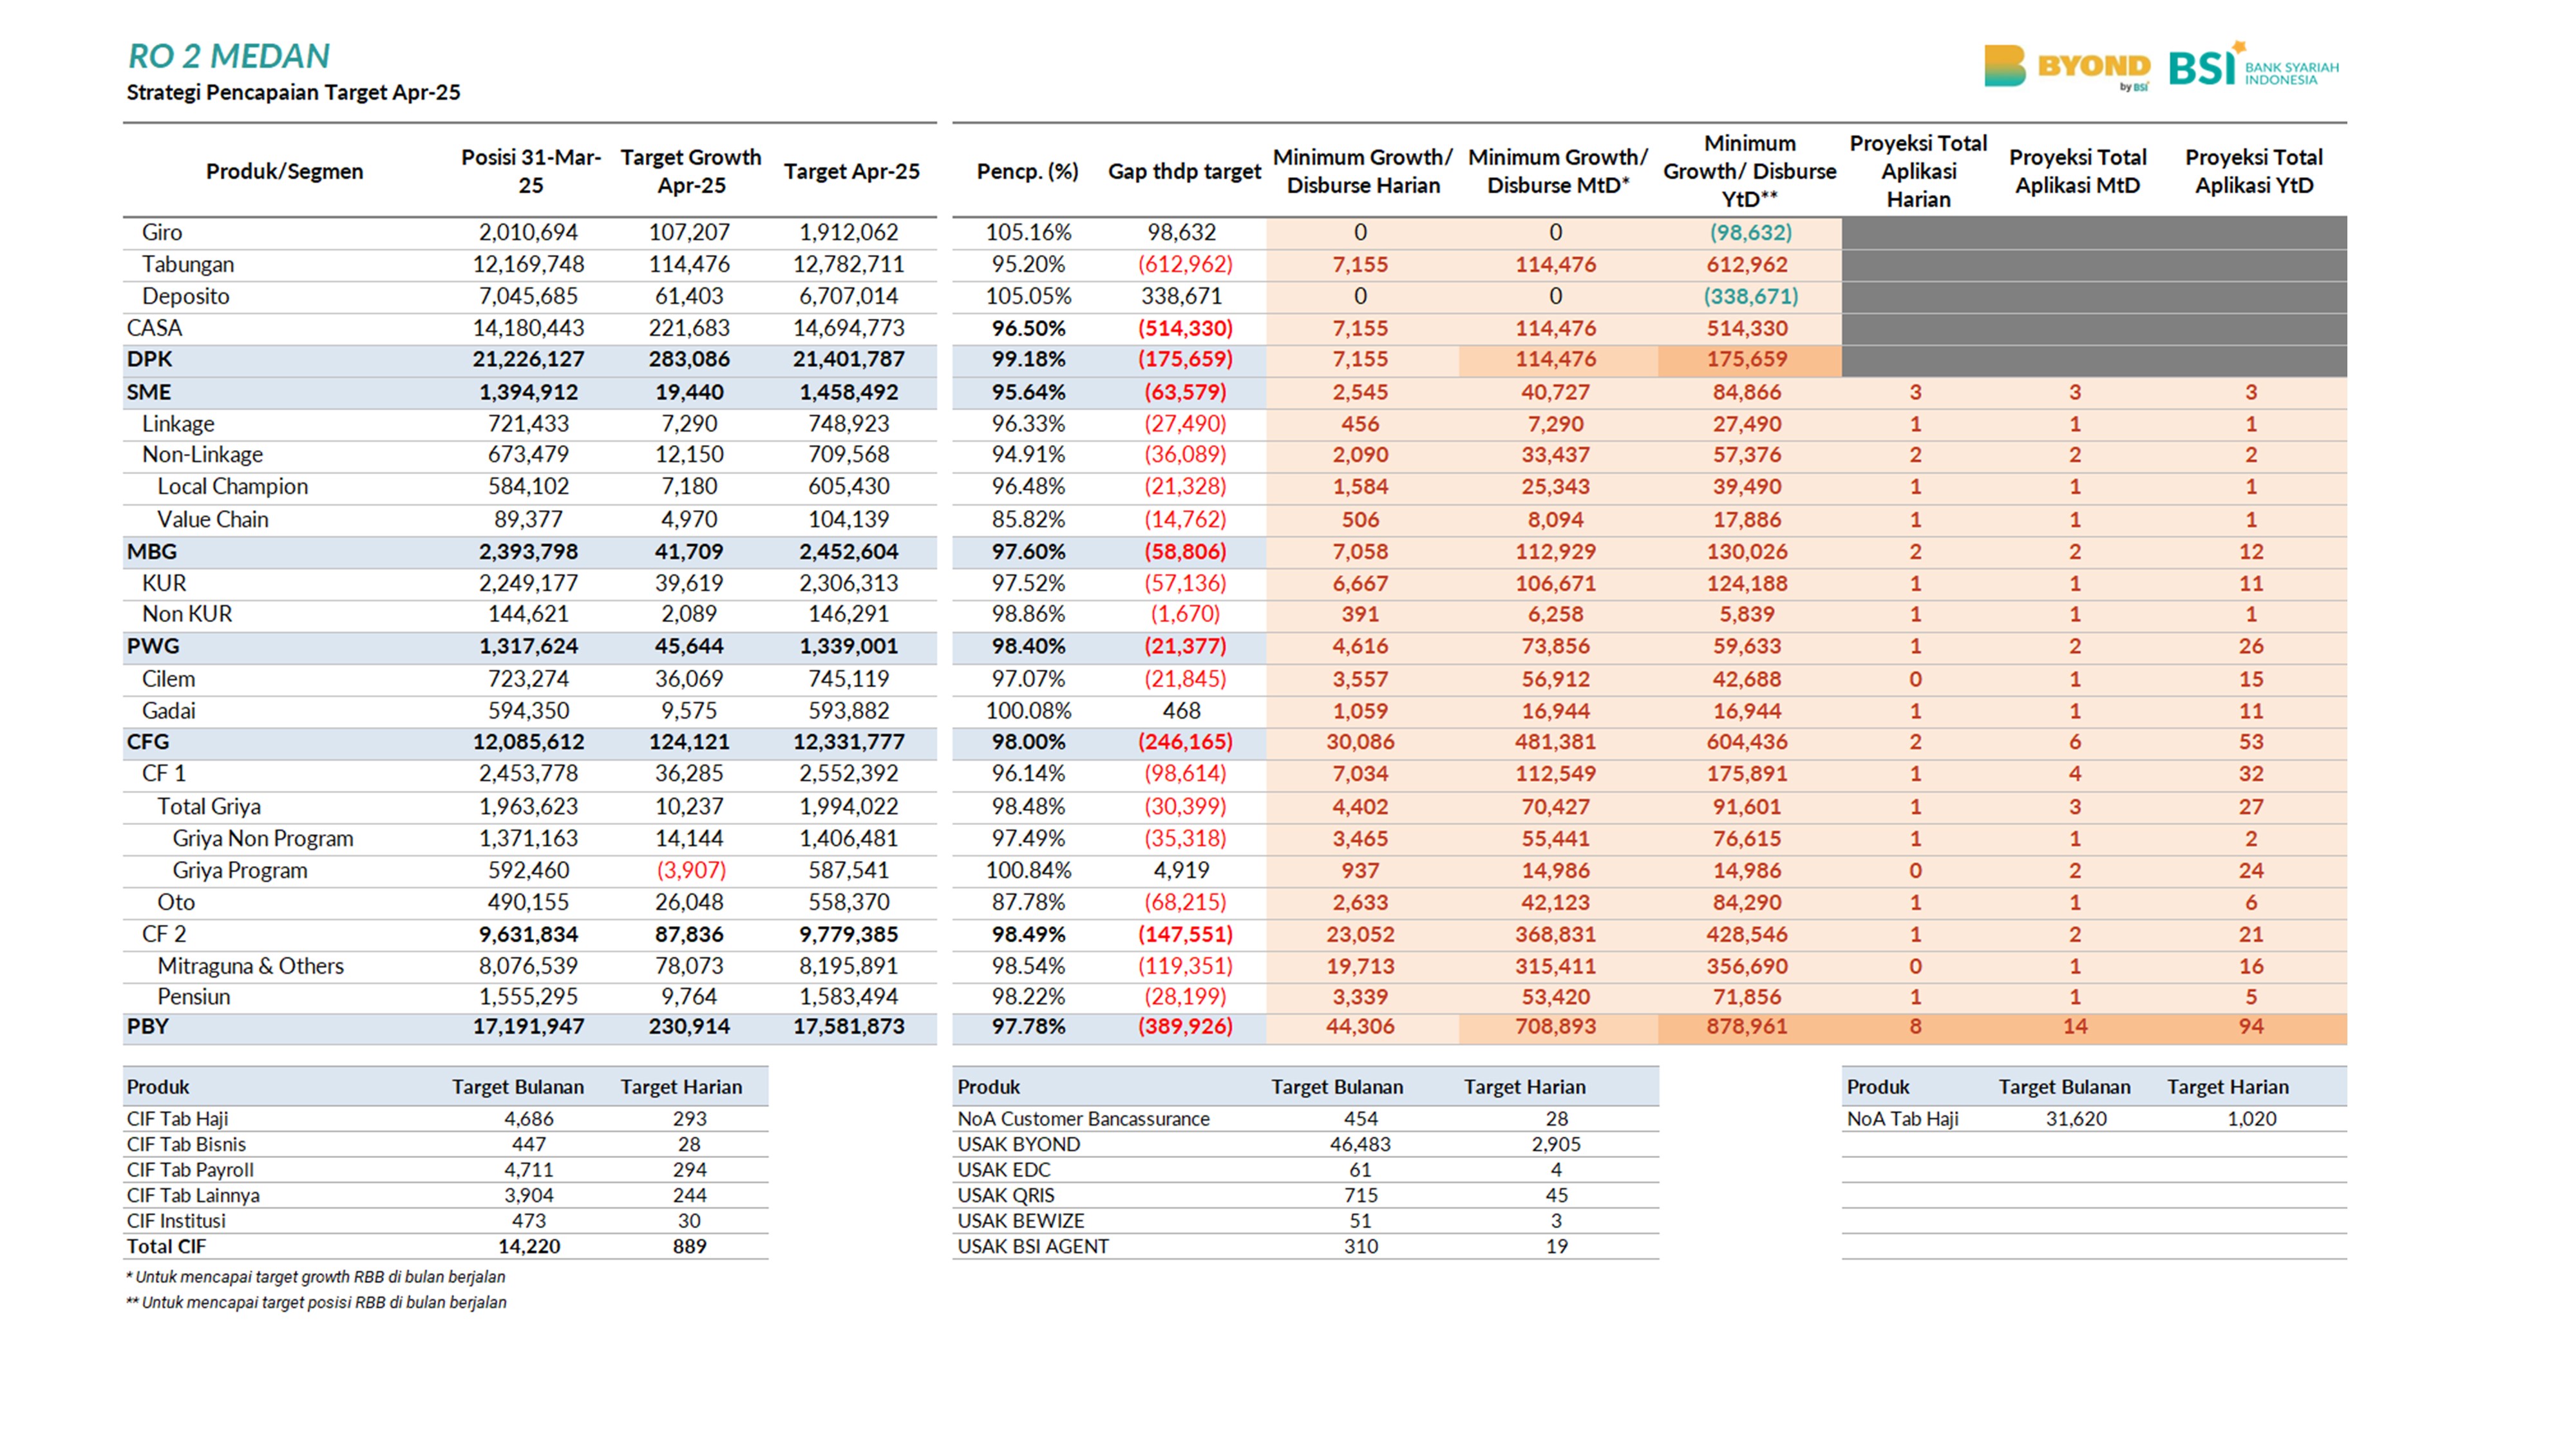 RO 2 MEDAN
Strategi Pencapaian Target Apr-25
BYOND
by BSI
BSI
BANK SYARIAH
INDONESIA
Produk/Segmen Posisi 31-Mar-25 Target Growth Apr-25 Target Apr-25 Pencp. (%) Gap thdp target Minimum Growth/ Disburse Harian Minimum Growth/ Disburse MtD* Minimum Growth/ Disburse YtD** Proyeksi Total Aplikasi Harian Proyeksi Total Aplikasi MtD Proyeksi Total Aplikasi YtD
Giro 2,010,694 107,207 1,912,062 105.16% 98,632 0 0 (98,632)
Tabungan 12,169,748 114,476 12,782,711 95.20% (612,962) 7,155 114,476 612,962
Deposito 7,045,685 61,403 6,707,014 105.05% 338,671 0 0 (338,671)
CASA 14,180,443 221,683 14,694,773 96.50% (514,330) 7,155 114,476 514,330
DPK 21,226,127 283,086 21,401,787 99.18% (175,659) 7,155 114,476 175,659
SME 1,394,912 19,440 1,458,492 95.64% (63,579) 2,545 40,727 84,866 3 3 3
Linkage 721,433 7,290 748,923 96.33% (27,490) 456 7,290 27,490 1 1 1
Non-Linkage 673,479 12,150 709,568 94.91% (36,089) 2,090 33,437 57,376 2 2 2
Local Champion 584,102 7,180 605,430 96.48% (21,328) 1,584 25,343 39,490 1 1 1
Value Chain 89,377 4,970 104,139 85.82% (14,762) 506 8,094 17,886 1 1 1
MBG 2,393,798 41,709 2,452,604 97.60% (58,806) 7,058 112,929 130,026 2 2 12
KUR 2,249,177 39,619 2,306,313 97.52% (57,136) 6,667 106,671 124,188 1 1 11
Non KUR 144,621 2,089 146,291 98.86% (1,670) 391 6,258 5,839 1 1 1
PWG 1,317,624 45,644 1,339,001 98.40% (21,377) 4,616 73,856 59,633 1 2 26
Cilem 723,274 36,069 745,119 97.07% (21,845) 3,557 56,912 42,688 0 1 15
Gadai 594,350 9,575 593,882 100.08% 468 1,059 16,944 16,944 1 1 11
CFG 12,085,612 124,121 12,331,777 98.00% (246,165) 30,086 481,381 604,436 2 6 53
CF 1 2,453,778 36,285 2,552,392 96.14% (98,614) 7,034 112,549 175,891 1 4 32
Total Griya 1,963,623 10,237 1,994,022 98.48% (30,399) 4,402 70,427 91,601 1 3 27
Griya Non Program 1,371,163 14,144 1,406,481 97.49% (35,318) 3,465 55,441 76,615 1 1 2
Griya Program 592,460 (3,907) 587,541 100.84% 4,919 937 14,986 14,986 0 2 24
Oto 490,155 26,048 558,370 87.78% (68,215) 2,633 42,123 84,290 1 1 6
CF 2 9,631,834 87,836 9,779,385 98.49% (147,551) 23,052 368,831 428,546 1 2 21
Mitraguna & Others 8,076,539 78,073 8,195,891 98.54% (119,351) 19,713 315,411 356,690 0 1 16
Pensiun 1,555,295 9,764 1,583,494 98.22% (28,199) 3,339 53,420 71,856 1 1 5
PBY 17,191,947 230,914 17,581,873 97.78% (389,926) 44,306 708,893 878,961 8 14 94
Produk Target Bulanan Target Harian
CIF Tab Haji 4,686 293
CIF Tab Bisnis 447 28
CIF Tab Payroll 4,711 294
CIF Tab Lainnya 3,904 244
CIF Institusi 473 30
Total CIF 14,220 889
Produk Target Bulanan Target Harian
NoA Customer Bancassurance 454 28
USAK BYOND 46,483 2,905
USAK EDC 61 4
USAK QRIS 715 45
USAK BEWIZE 51 3
USAK BSI AGENT 310 19
Produk Target Bulanan Target Harian
NoA Tab Haji 31,620 1,020
* Untuk mencapai target growth RBB di bulan berjalan
** Untuk mencapai target posisi RBB di bulan berjalan